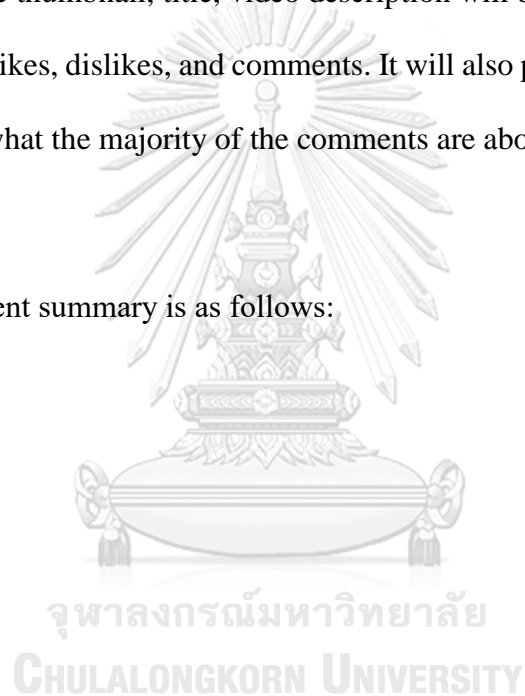 thumbnail, title, video description will
ikes, dislikes, and comments. It will also
what the majority of the comments are
ent summary is as follows:
จุฬาลงกรณ์มหาวิทยาลัย
CHULALONGKORN UNIVERSITY